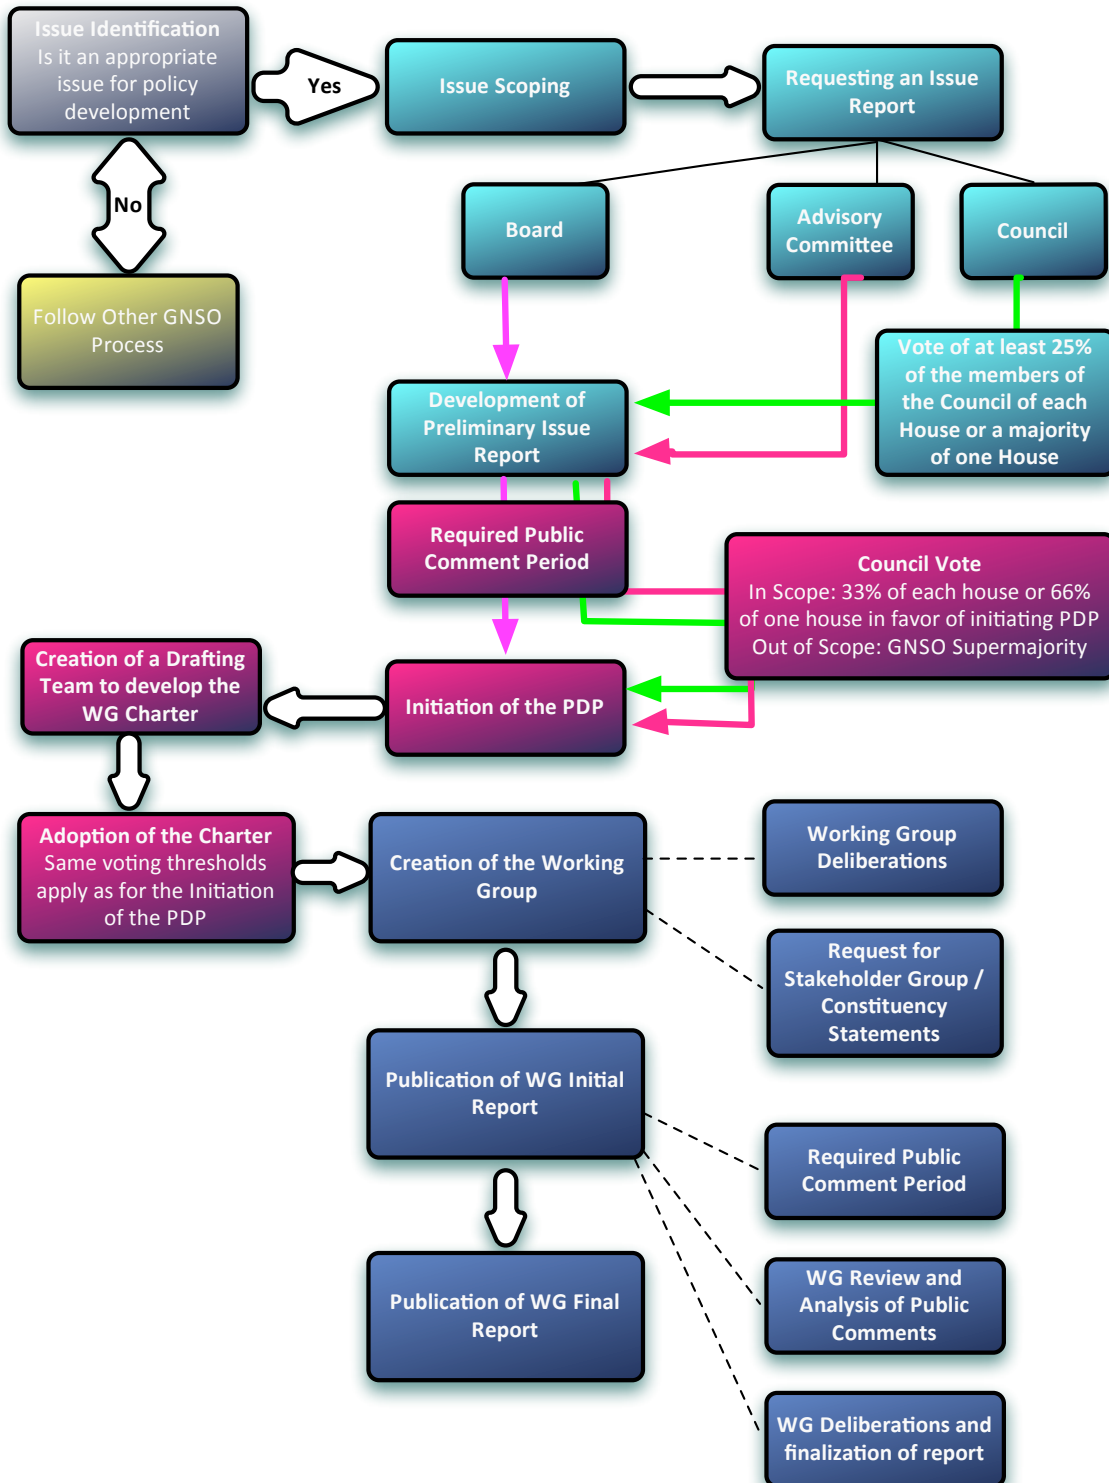 Issue Identification
Is it an appropriate
issue for policy
development
Yes
Issue Scoping
Requesting an Issue
Report
No
Follow Other GNSO
Process
Board
Advisory
Committee
Council
Vote of at least 25%
of the members of
the Council of each
House or a majority
of one House
Development of
Preliminary Issue
Report
Required Public
Comment Period
Council Vote
In Scope: 33% of each house or 66%
of one house in favor of initiating PDP
Out of Scope: GNSO Supermajority
Initiation of the PDP
Creation of a Drafting
Team to develop the
WG Charter
Adoption of the Charter
Same voting thresholds
apply as for the Initiation
of the PDP
Creation of the Working
Group
Working Group
Deliberations
Request for
Stakeholder Group /
Constituency
Statements
Publication of WG Initial
Report
Required Public
Comment Period
WG Review and
Analysis of Public
Comments
WG Deliberations and
finalization of report
Publication of WG Final
Report